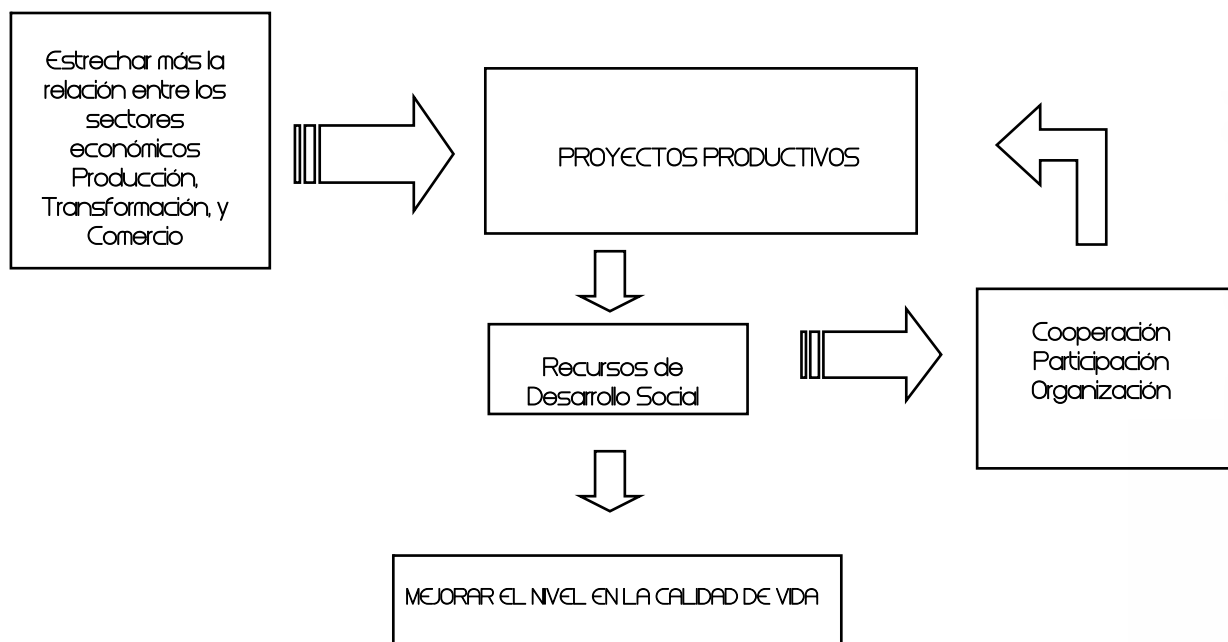 Estrechar más la
relación entre los
sectores
económicos
Producción,
Transformación, y
Comercio
PROYECTOS PRODUCTIVOS
Recursos de
Desarrollo Social
Cooperación
Participación
Organización
MEJORAR EL NIVEL EN LA CALIDAD DE VIDA